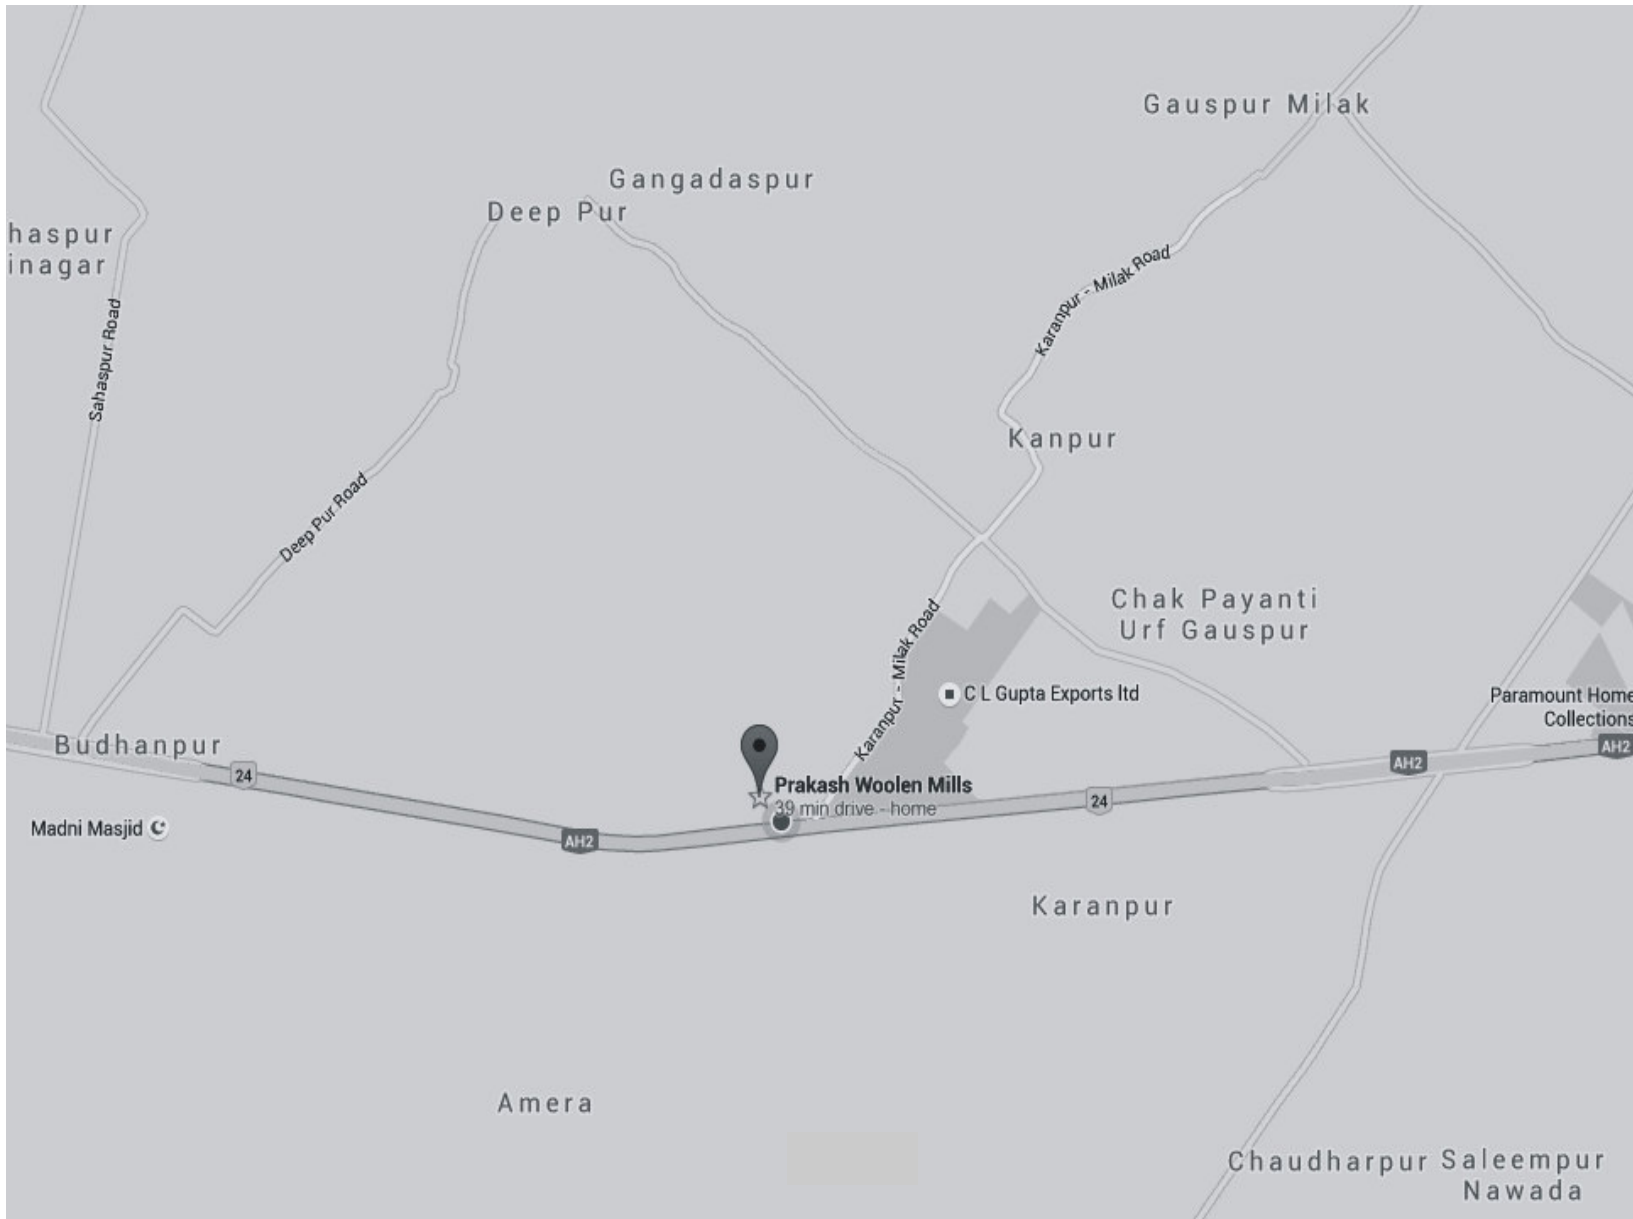 Gauspur Milak
Gangadaspur
Deep Pur
haspur
inagar
Karanpur - Milak Road
Sahaspur Road
Kanpur
Deep Pur Road
Chak Payanti
Urf Gauspur
Karanpur - Milak Road
C L Gupta Exports ltd
Paramount Home
Collections
Budhanpur
AH2
AH2
24
Prakash Woolen Mills
39 min drive - home
24
Madni Masjid
AH2
Karanpur
Amera
Chaudharpur
Saleempur
Nawada